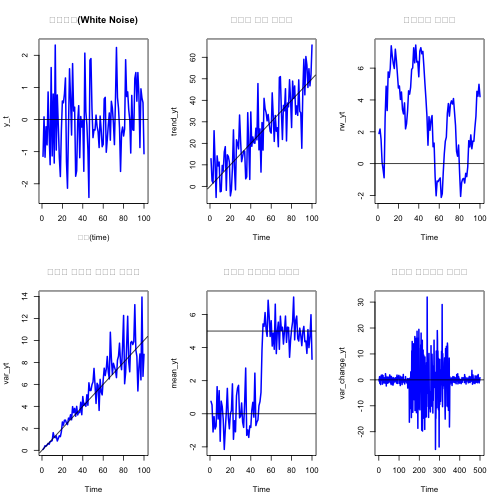 (White Noise)
y_t
-2 -1 0 1 2
0 20 40 60 80 100
(time)
trend_yt
0 10 20 30 40 50 60
0 20 40 60 80 100
Time
rw_yt
-2 0 2 4 6
0 20 40 60 80 100
Time
var_yt
0 2 4 6 8 10 12 14
0 20 40 60 80 100
Time
mean_yt
-2 0 2 4 6
0 20 40 60 80 100
Time
var_change_yt
-20 -10 0 10 20 30
0 100 200 300 400 500
Time